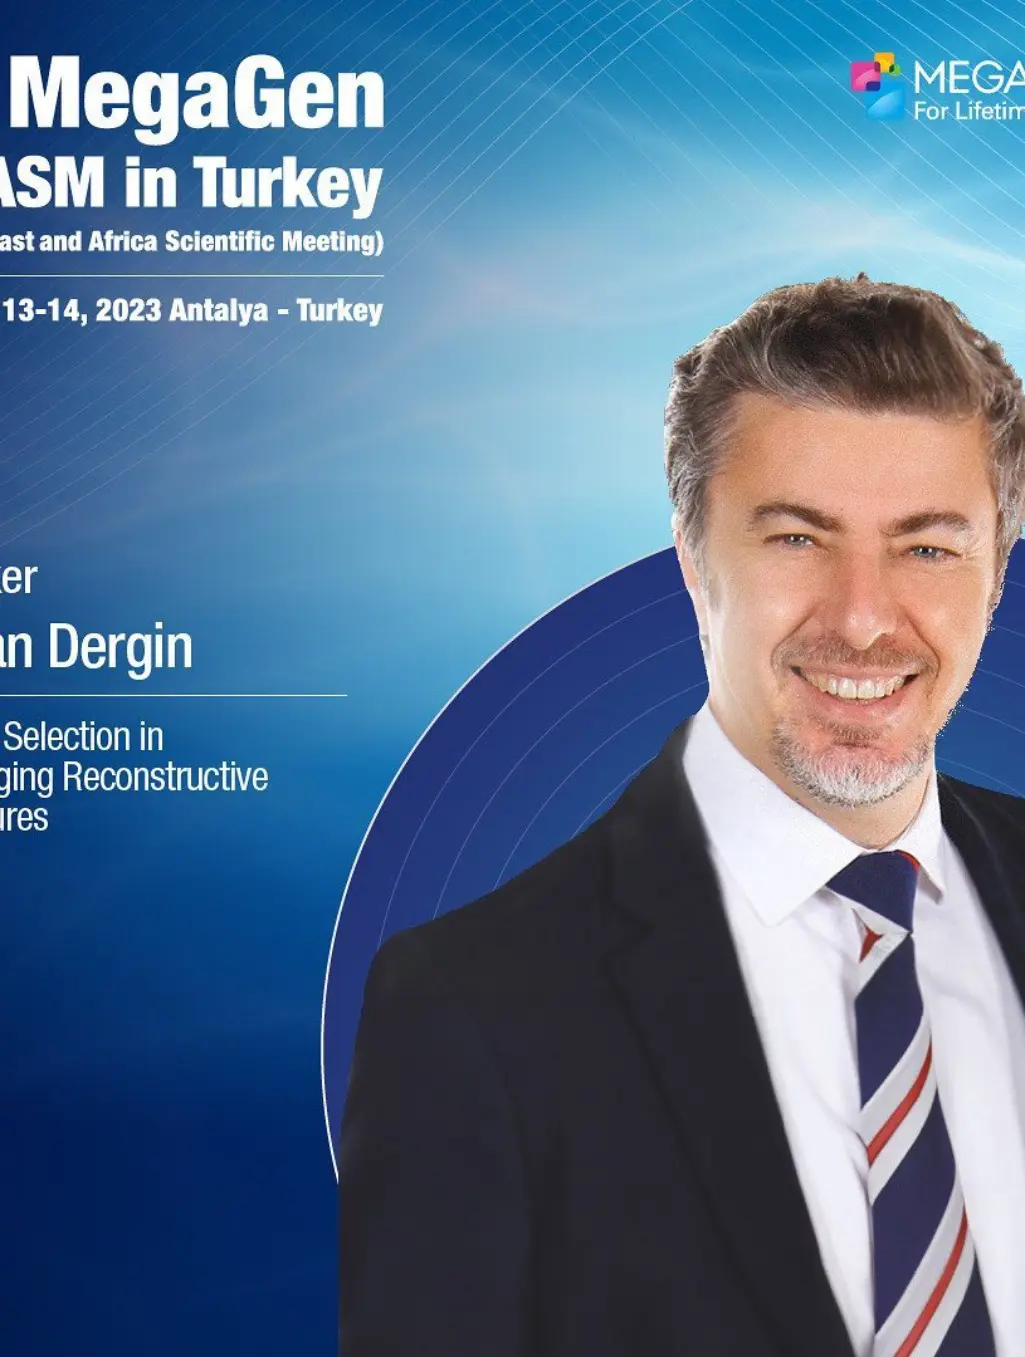 MegaGen
ASM in Turkey
ast and Africa Scientific Meeting)
13-14, 2023 Antalya - Turkey
MEGA
For Lifetim
ker
an Dergin
Selection in
ging Reconstructive
ures